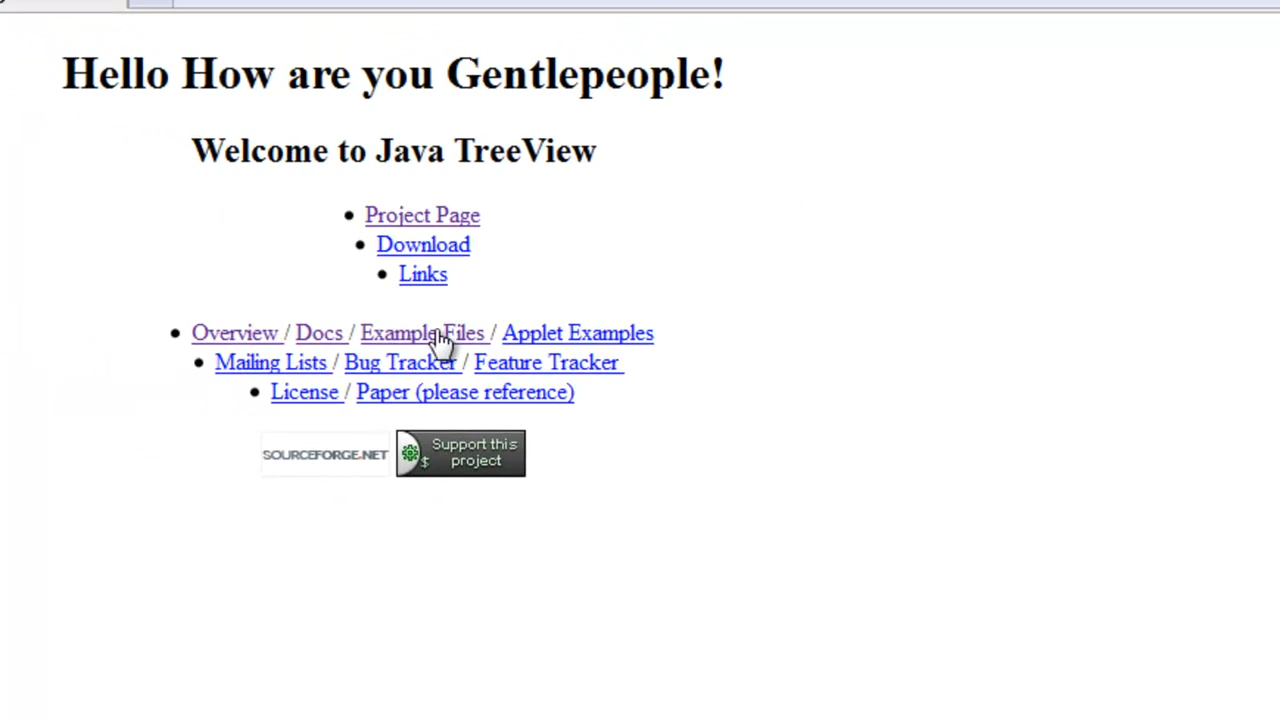 Hello How are you Gentlepeople!
Welcome to Java TreeView
• Project Page
• Download
• Links
• Overview / Docs / Example Files / Applet Examples
• Mailing Lists / Bug Tracker / Feature Tracker
• License / Paper (please reference)
SOURCEFORGE.NET
$ Support this
project